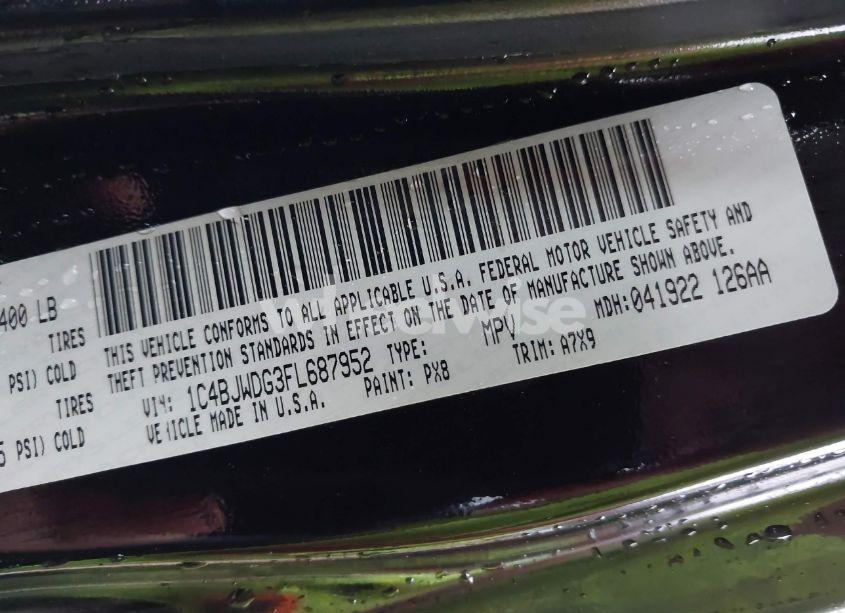 400 LB
TIRES
PSI) COLD
TIRES
5 PSI) COLD
THIS VEHICLE CONFORMS TO ALL APPLICABLE U.S.A. FEDERAL MOTOR VEHICLE SAFETY AND
THEFT PREVENTION STANDARDS IN EFFECT ON THE DATE OF MANUFACTURE SHOWN ABOVE.
VIN: 1C4BJWDG3FL687952 TYPE: MPV MDH: 041922 126AA
VEHICLE MADE IN U.S.A. PAINT: PX8 TRIM: A7X9
wheelwise